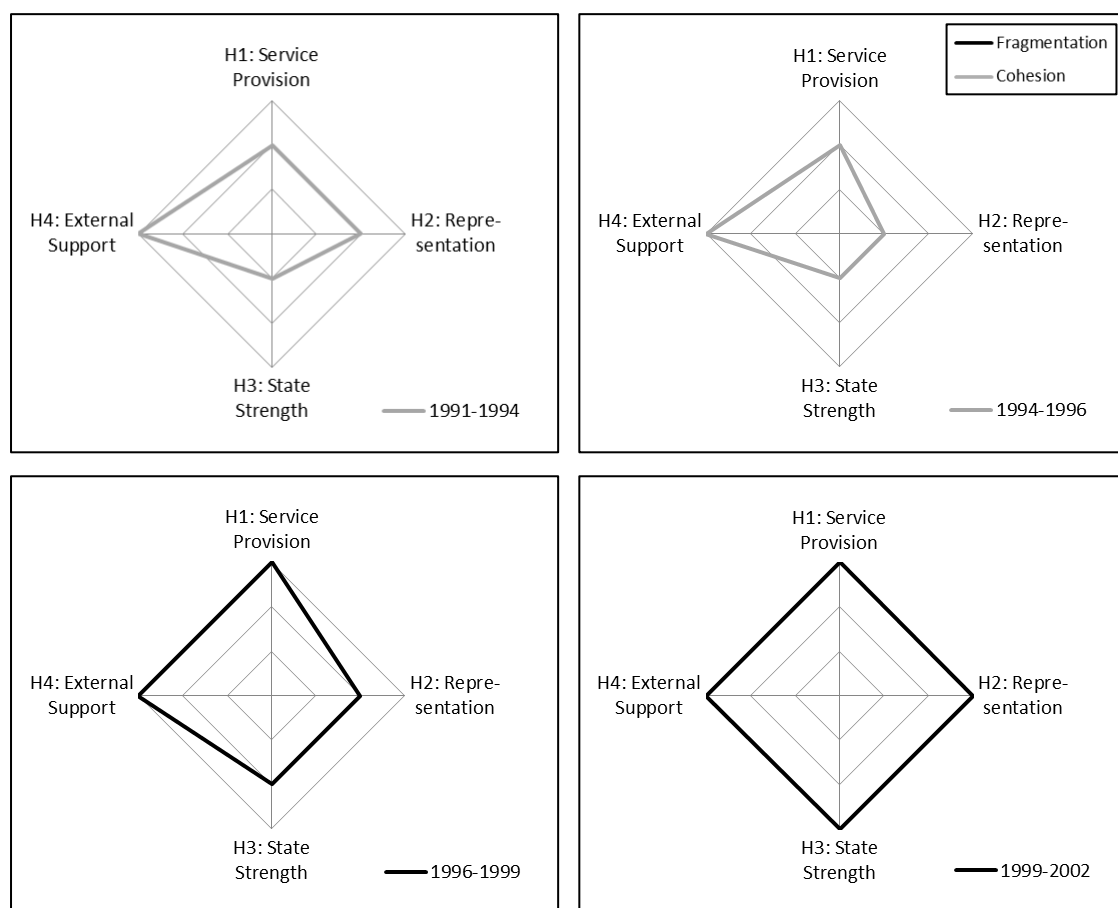 H1: Service
Provision
H4: External
Support
H2: Repre-
sentation
H3: State
Strength
1991-1994
Fragmentation
Cohesion
H1: Service
Provision
H4: External
Support
H2: Repre-
sentation
H3: State
Strength
1994-1996
H1: Service
Provision
H4: External
Support
H2: Repre-
sentation
H3: State
Strength
1996-1999
H1: Service
Provision
H4: External
Support
H2: Repre-
sentation
H3: State
Strength
1999-2002